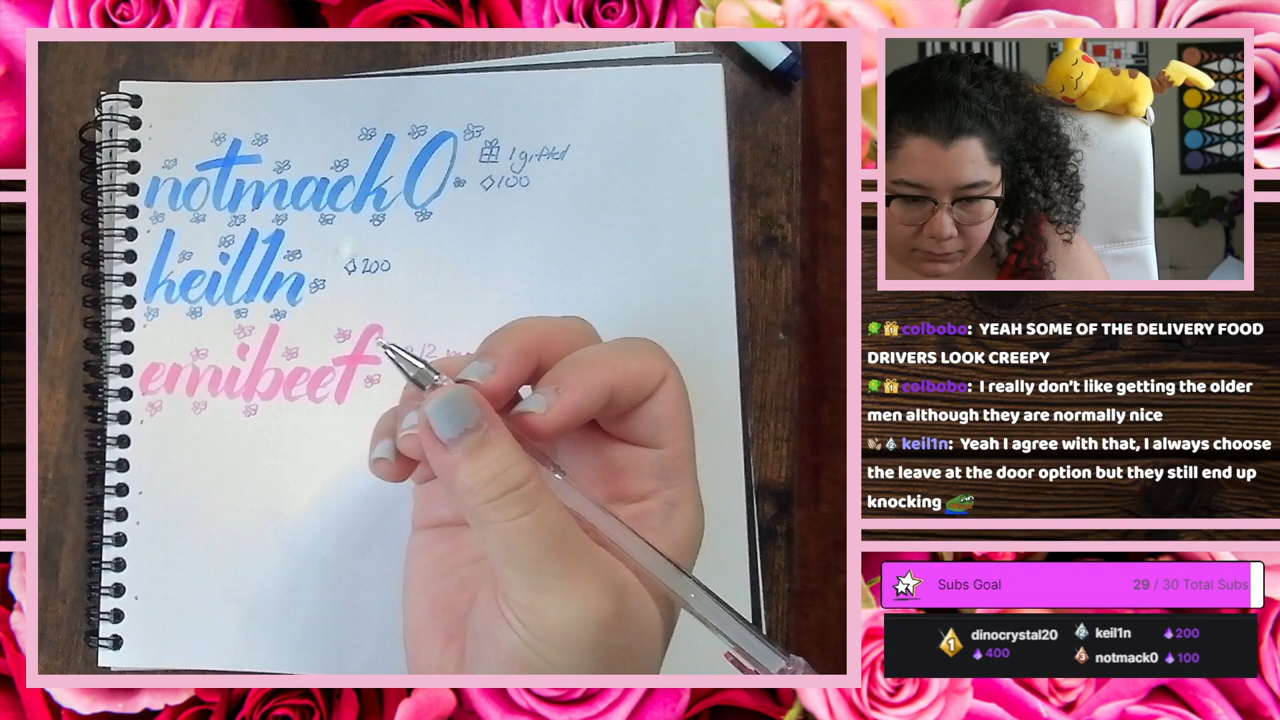 notmack0
1 gifted
100
keil1n
200
emibeef
colbobo: YEAH SOME OF THE DELIVERY FOOD
DRIVERS LOOK CREEPY
colbobo: I really don't like getting the older
men although they are normally nice
keil1n: Yeah I agree with that, I always choose
the leave at the door option but they still end up
knocking
Subs Goal 29 / 30 Total Subs
1 dinocrystal20 400
2 keil1n 200
3 notmack0 100